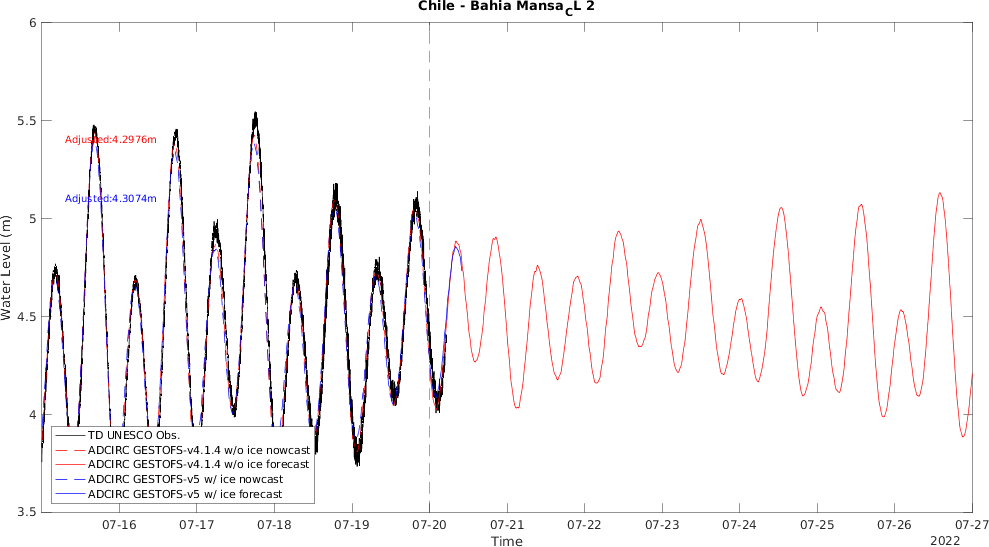 Chile - Bahia Mansa_CL 2
6
5.5
5
4.5
4
3.5
Water Level (m)
Adjusted:4.2976m
Adjusted:4.3074m
TD UNESCO Obs.
ADCIRC GESTOFS-v4.1.4 w/o ice nowcast
ADCIRC GESTOFS-v4.1.4 w/o ice forecast
ADCIRC GESTOFS-v5 w/ ice nowcast
ADCIRC GESTOFS-v5 w/ ice forecast
07-16 07-17 07-18 07-19 07-20 07-21 07-22 07-23 07-24 07-25 07-26 07-27
Time
2022